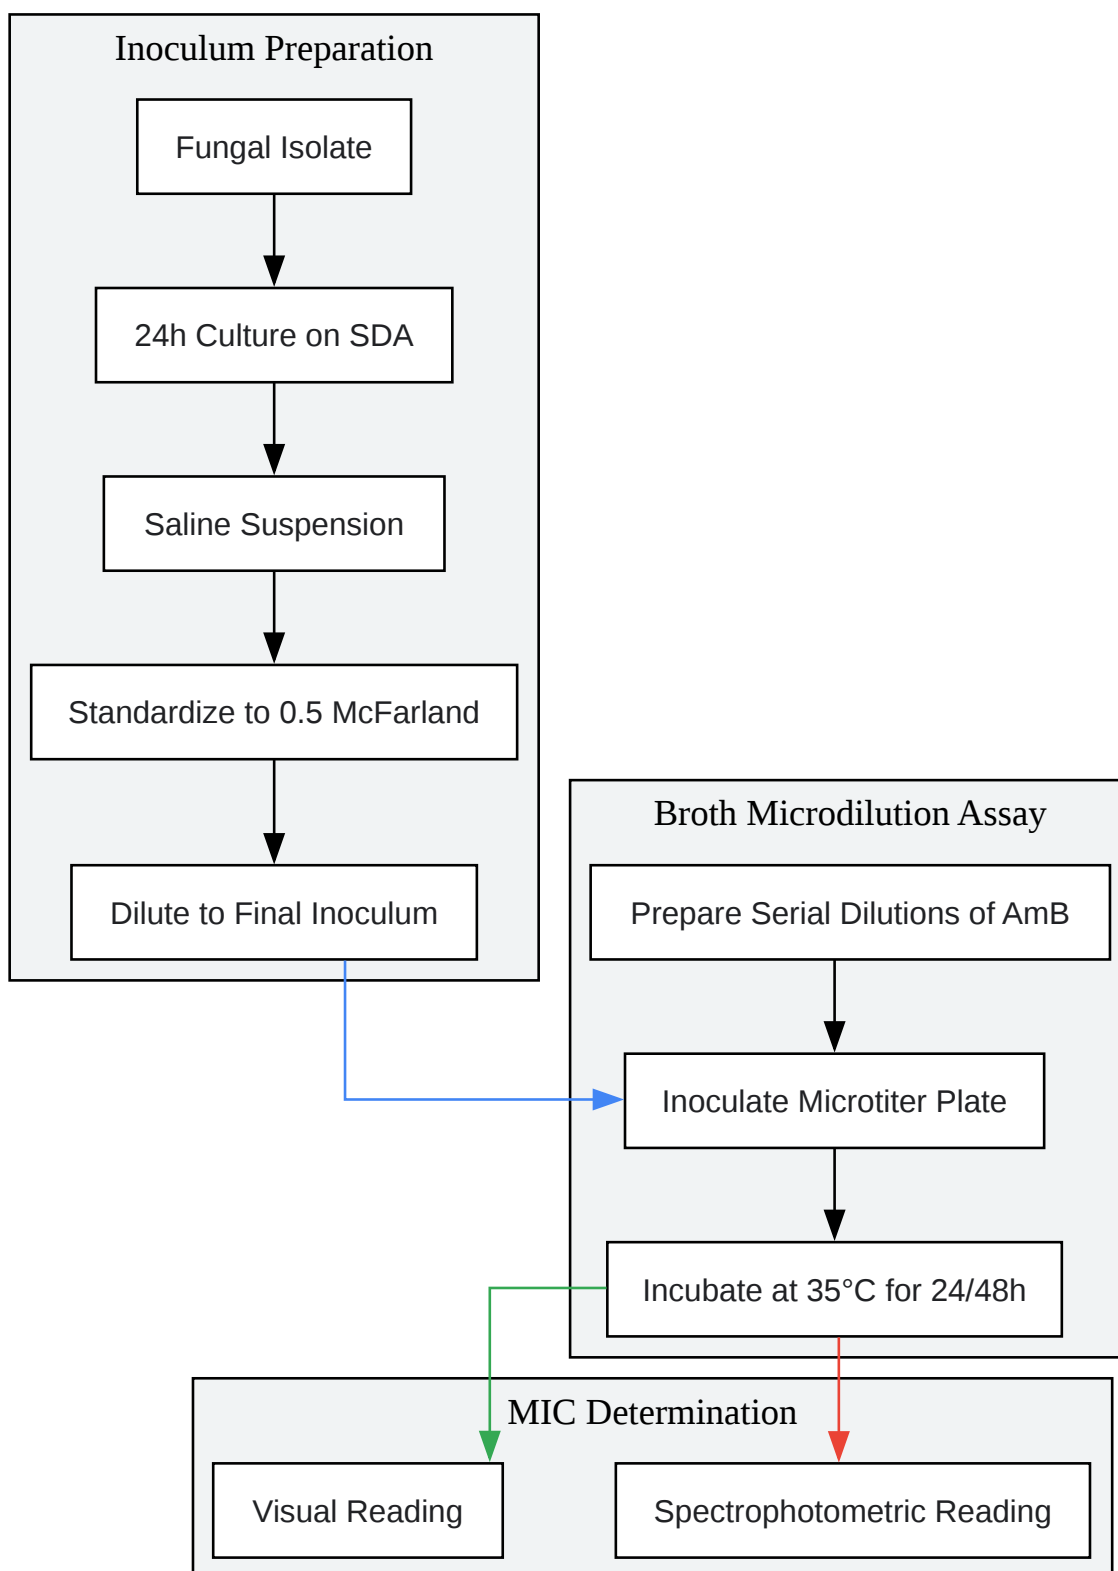 Inoculum Preparation
Fungal Isolate
24h Culture on SDA
Saline Suspension
Standardize to 0.5 McFarland
Dilute to Final Inoculum
Broth Microdilution Assay
Prepare Serial Dilutions of AmB
Inoculate Microtiter Plate
Incubate at 35°C for 24/48h
MIC Determination
Visual Reading
Spectrophotometric Reading